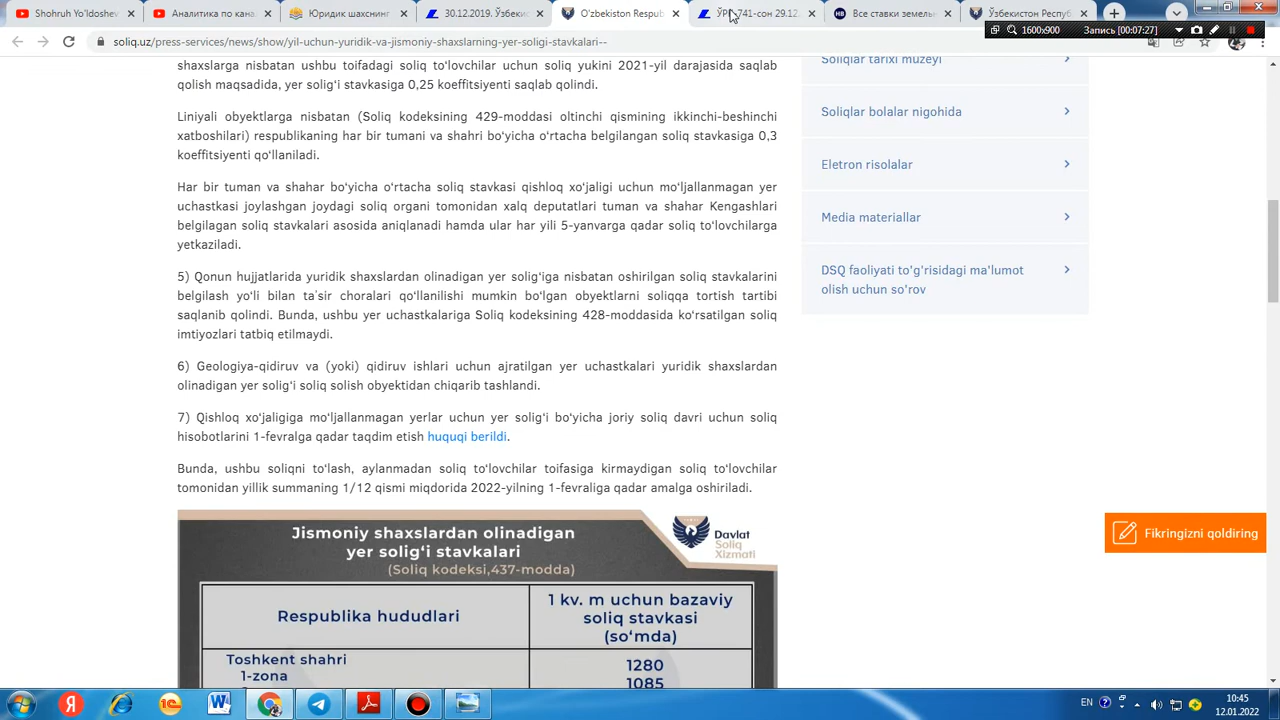 Shohruh Yo'ldoshev
Аналитика по кана
Юридик шахснинг
O'zbekiston Respub
741-сон 29.12.
Все ставки земельн
Ўзбекистон Респуб
1600x900
Запись [00:07:27]
soliq.uz/press-services/news/show/
shaxslarga nisbatan ushbu toifadagi soliq to‘lovchilar uchun soliq yukini 2021-yil darajasida saqlab
qolish maqsadida, yer solig‘i stavkasiga 0,25 koeffitsiyenti saqlab qolindi.
Liniyali obyektlarga nisbatan (Soliq kodeksining 429-moddasi oltinchi qismining ikkinchi-beshinchi
xatboshilari) respublikaning har bir tumani va shahri bo‘yicha o‘rtacha belgilangan soliq stavkasiga 0,3
koeffitsiyenti qo‘llaniladi.
Har bir tuman va shahar bo‘yicha o‘rtacha soliq stavkasi qishloq xo‘jaligi uchun mo‘ljallanmagan yer
uchastkasi joylashgan joydagi soliq organi tomonidan xalq deputatlari tuman va shahar Kengashlari
belgilagan soliq stavkalari asosida aniqlanadi hamda ular har yili 5-yanvarga qadar soliq to‘lovchilarga
yetkaziladi.
5) Qonun hujjatlarida yuridik shaxslardan olinadigan yer solig‘iga nisbatan oshirilgan soliq stavkalarini
belgilash yo‘li bilan ta’sir choralari qo‘llanilishi mumkin bo‘lgan obyektlarni soliqqa tortish tartibi
saqlanib qolindi. Bunda, ushbu yer uchastkalariga Soliq kodeksining 428-moddasida ko‘rsatilgan soliq
imtiyozlari tatbiq etilmaydi.
6) Geologiya-qidiruv va (yoki) qidiruv ishlari uchun ajratilgan yer uchastkalari yuridik shaxslardan
olinadigan yer solig‘i soliq solish obyektidan chiqarib tashlandi.
7) Qishloq xo‘jaligiga mo‘ljallanmagan yerlar uchun yer solig‘i bo‘yicha joriy soliq davri uchun soliq
hisobotlarini 1-fevralga qadar taqdim etish huquqi berildi.
Bunda, ushbu soliqni to‘lash, aylanmadan soliq to‘lovchilar toifasiga kirmaydigan soliq to‘lovchilar
tomonidan yillik summaning 1/12 qismi miqdorida 2022-yilning 1-fevraliga qadar amalga oshiriladi.
Jismoniy shaxslardan olinadigan
yer solig‘i stavkalari
(Soliq kodeksi,437-modda)
Davlat
Soliq
Xizmati
Respublika hududlari
1 kv. m uchun bazaviy
soliq stavkasi
(so‘mda)
Toshkent shahri
1-zona
1280
1085
Soliqlar tarixi muzeyi
Soliqlar bolalar nigohida
Eletron risolalar
Media materiallar
DSQ faoliyati to'g'risidagi ma'lumot
olish uchun so'rov
Fikringizni qoldiring
EN
10:45
12.01.2022